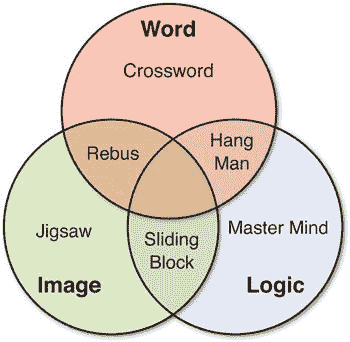 Word
Crossword
Rebus
Hang
Man
Jigsaw
Sliding
Block
Master Mind
Image
Logic